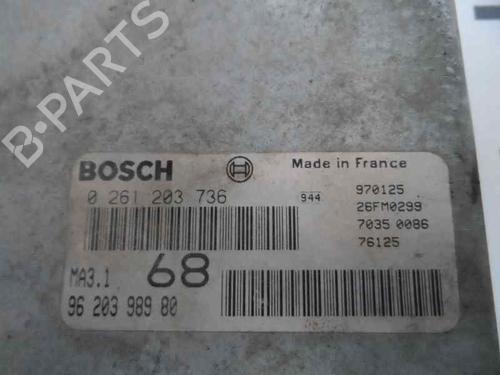 B-PARTS
BOSCH
Made in France
0 261 203 736
944
970125
26FM0299
7035 0086
76125
MA3.1
68
96 203 989 80